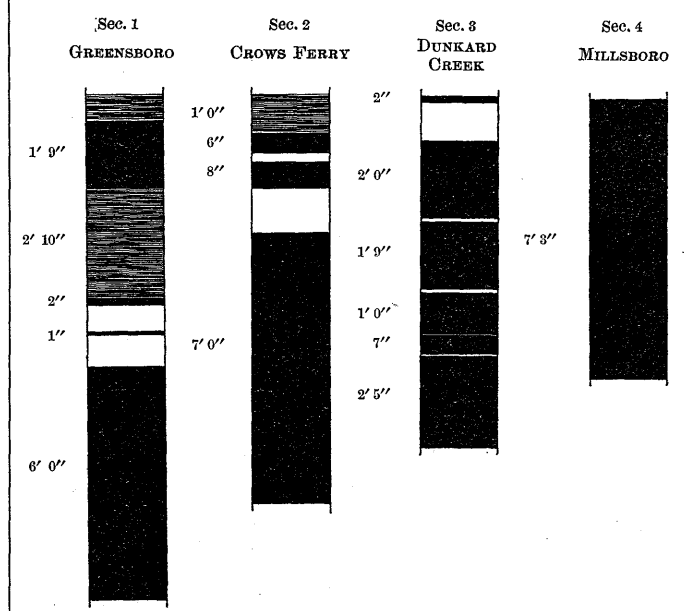 Sec. 1
GREENSBORO
1′ 9″
2′ 10″
2″
1″
6′ 0″
Sec. 2
CROWS FERRY
1′ 0″
6″
8″
7′ 0″
Sec. 3
DUNKARD
CREEK
2″
2′ 0″
1′ 9″
1′ 0″
7″
2′ 5″
Sec. 4
MILLSBORO
7′ 3″